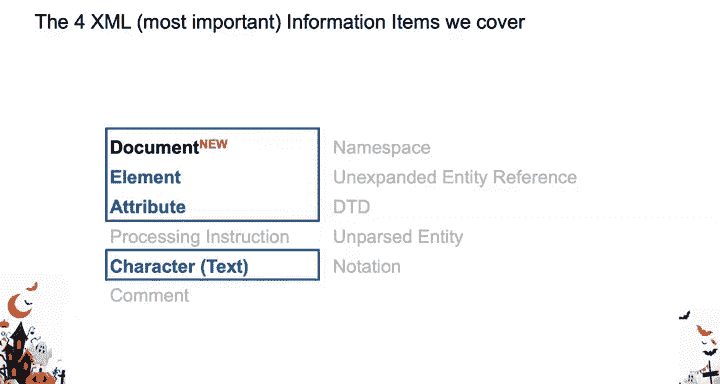 The 4 XML (most important) Information Items we cover
DocumentNEW
Element
Attribute
Processing Instruction
Character (Text)
Comment
Namespace
Unexpanded Entity Reference
DTD
Unparsed Entity
Notation